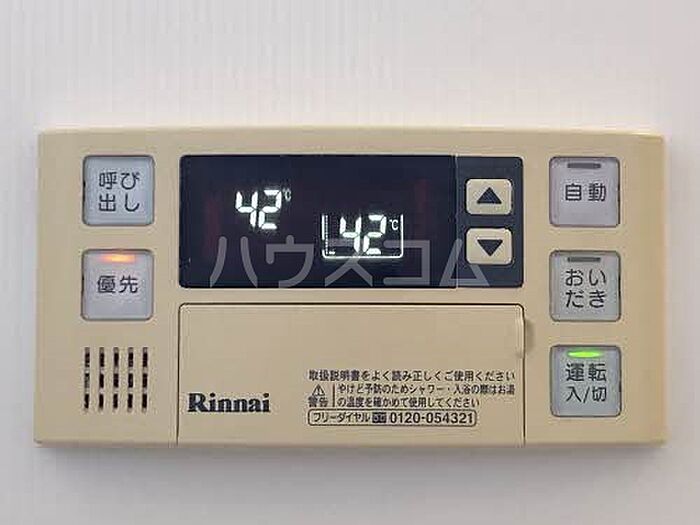 呼び
出し
優先
42℃
42℃
ハウスコム
自動
おい
だき
運転
入/切
Rinnai
取扱説明書をよく読み正しくご使用ください
警告
やけど予防のためシャワー・入浴の際はお湯
の温度を確かめて使用してください
フリーダイヤル 0120-054321